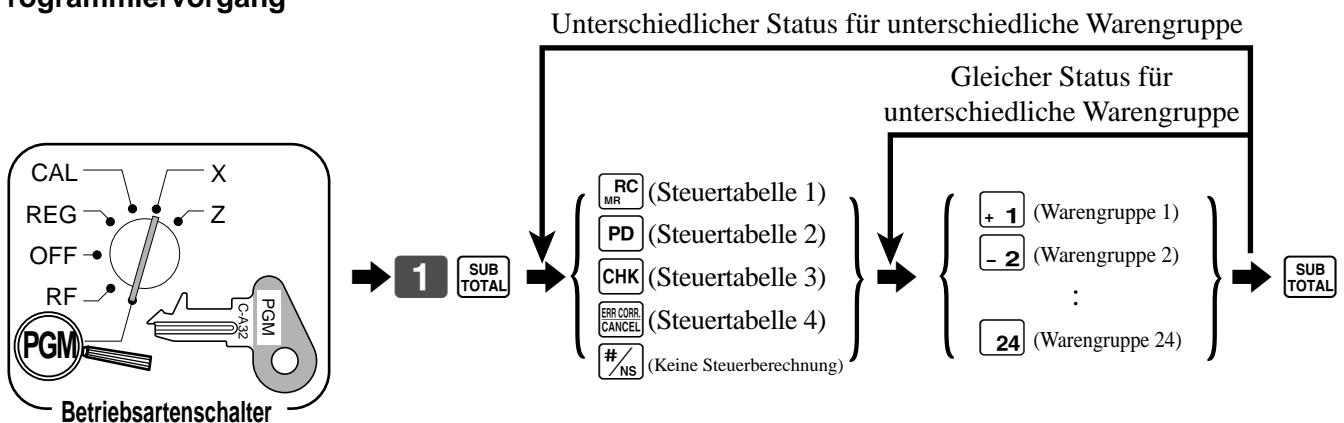 rogrammiervorgang
Unterschiedlicher Status für unterschiedliche Warengruppe
Gleicher Status für
unterschiedliche Warengruppe
CAL
X
REG
Z
OFF
RF
PGM
C-A32
PGM
Betriebsartenschalter
1
SUB
TOTAL
RC
MR
(Steuertabelle 1)
PD (Steuertabelle 2)
CHK (Steuertabelle 3)
ERR CORR.
CANCEL
(Steuertabelle 4)
#/NS (Keine Steuerberechnung)
+ 1 (Warengruppe 1)
– 2 (Warengruppe 2)
:
24 (Warengruppe 24)
SUB
TOTAL